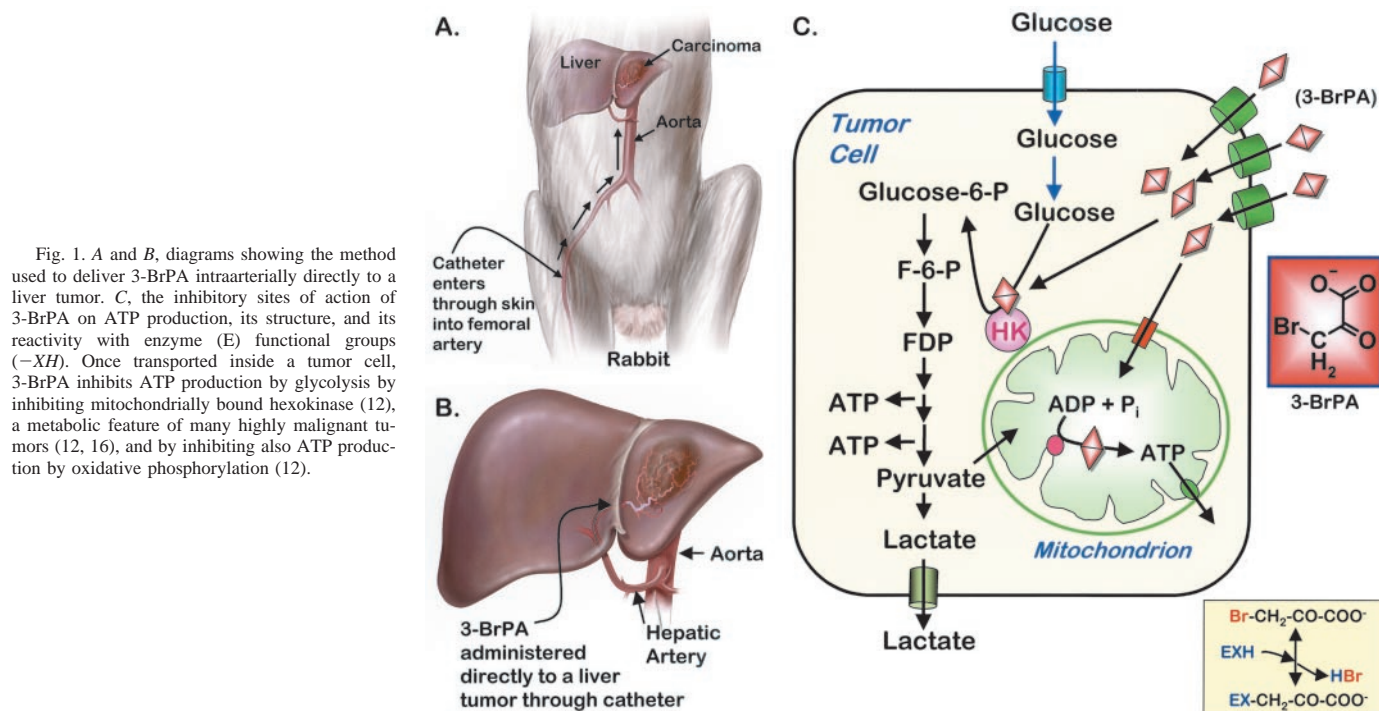 Fig. 1. A and B, diagrams showing the method
used to deliver 3-BrPA intraarterially directly to a
liver tumor. C, the inhibitory sites of action of
3-BrPA on ATP production, its structure, and its
reactivity with enzyme (E) functional groups
(−XH). Once transported inside a tumor cell,
3-BrPA inhibits ATP production by glycolysis by
inhibiting mitochondrially bound hexokinase (12),
a metabolic feature of many highly malignant tu-
mors (12, 16), and by inhibiting also ATP produc-
tion by oxidative phosphorylation (12).
A.
Liver
Carcinoma
Aorta
Catheter
enters
through skin
into femoral
artery
Rabbit
B.
Aorta
3-BrPA
administered
directly to a liver
tumor through catheter
Hepatic
Artery
C.
Glucose
(3-BrPA)
Tumor
Cell
Glucose
Glucose-6-P
Glucose
F-6-P
HK
FDP
ATP
ATP
ADP + Pi
ATP
Pyruvate
Mitochondrion
Lactate
Lactate
O⁻
O
Br
C
O
H2
3-BrPA
Br-CH2-CO-COO⁻
EXH
HBr
EX-CH2-CO-COO⁻